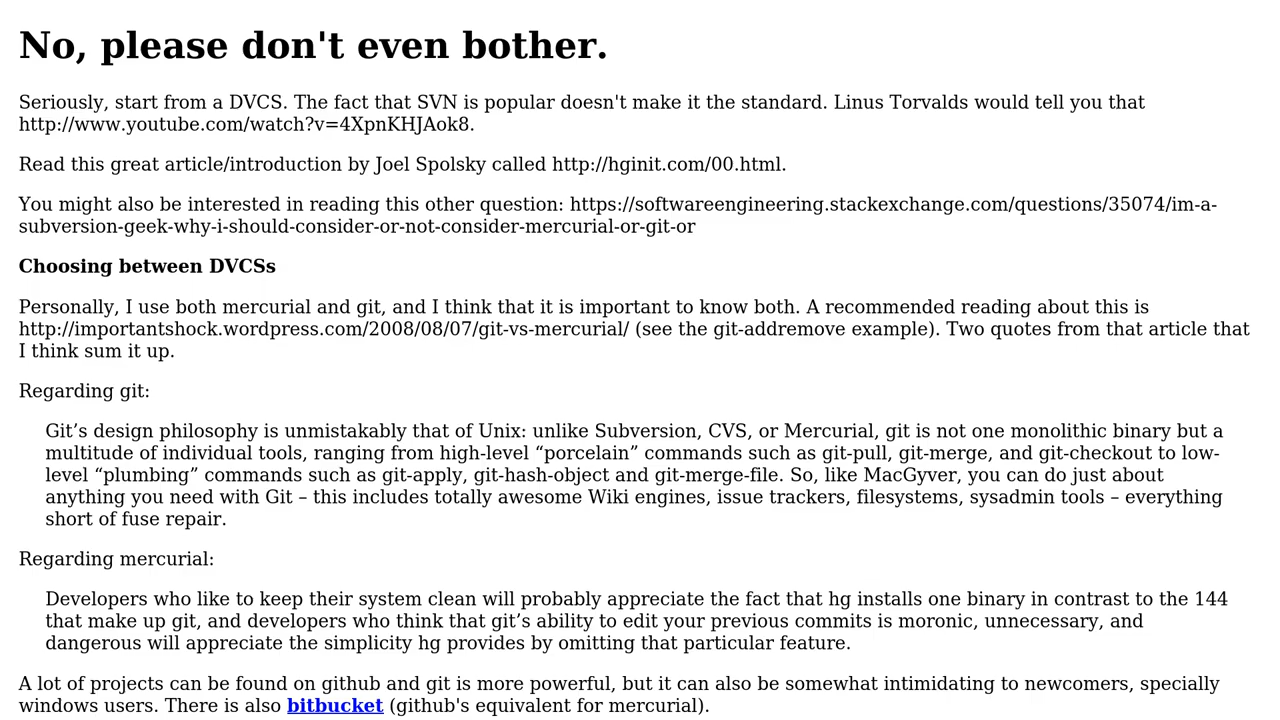 No, please don't even bother.
Seriously, start from a DVCS. The fact that SVN is popular doesn't make it the standard. Linus Torvalds would tell you that
http://www.youtube.com/watch?v=4XpnKHJAok8.
Read this great article/introduction by Joel Spolsky called http://hginit.com/00.html.
You might also be interested in reading this other question: https://softwareengineering.stackexchange.com/questions/35074/im-a-
subversion-geek-why-i-should-consider-or-not-consider-mercurial-or-git-or
Choosing between DVCSs
Personally, I use both mercurial and git, and I think that it is important to know both. A recommended reading about this is
http://importantshock.wordpress.com/2008/08/07/git-vs-mercurial/ (see the git-addremove example). Two quotes from that article that
I think sum it up.
Regarding git:
Git’s design philosophy is unmistakably that of Unix: unlike Subversion, CVS, or Mercurial, git is not one monolithic binary but a
multitude of individual tools, ranging from high-level “porcelain” commands such as git-pull, git-merge, and git-checkout to low-
level “plumbing” commands such as git-apply, git-hash-object and git-merge-file. So, like MacGyver, you can do just about
anything you need with Git – this includes totally awesome Wiki engines, issue trackers, filesystems, sysadmin tools – everything
short of fuse repair.
Regarding mercurial:
Developers who like to keep their system clean will probably appreciate the fact that hg installs one binary in contrast to the 144
that make up git, and developers who think that git’s ability to edit your previous commits is moronic, unnecessary, and
dangerous will appreciate the simplicity hg provides by omitting that particular feature.
A lot of projects can be found on github and git is more powerful, but it can also be somewhat intimidating to newcomers, specially
windows users. There is also bitbucket (github's equivalent for mercurial).